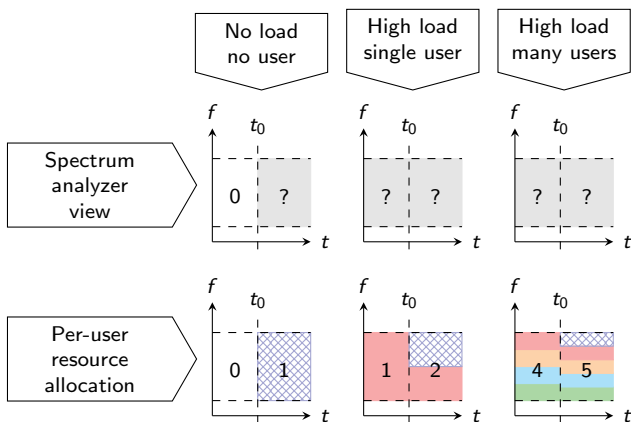 No load
no user
High load
single user
High load
many users
Spectrum
analyzer
view
f
t0
0
?
t
f
t0
?
?
t
f
t0
?
?
t
Per-user
resource
allocation
f
t0
0
1
t
f
t0
1
2
t
f
t0
4
5
t